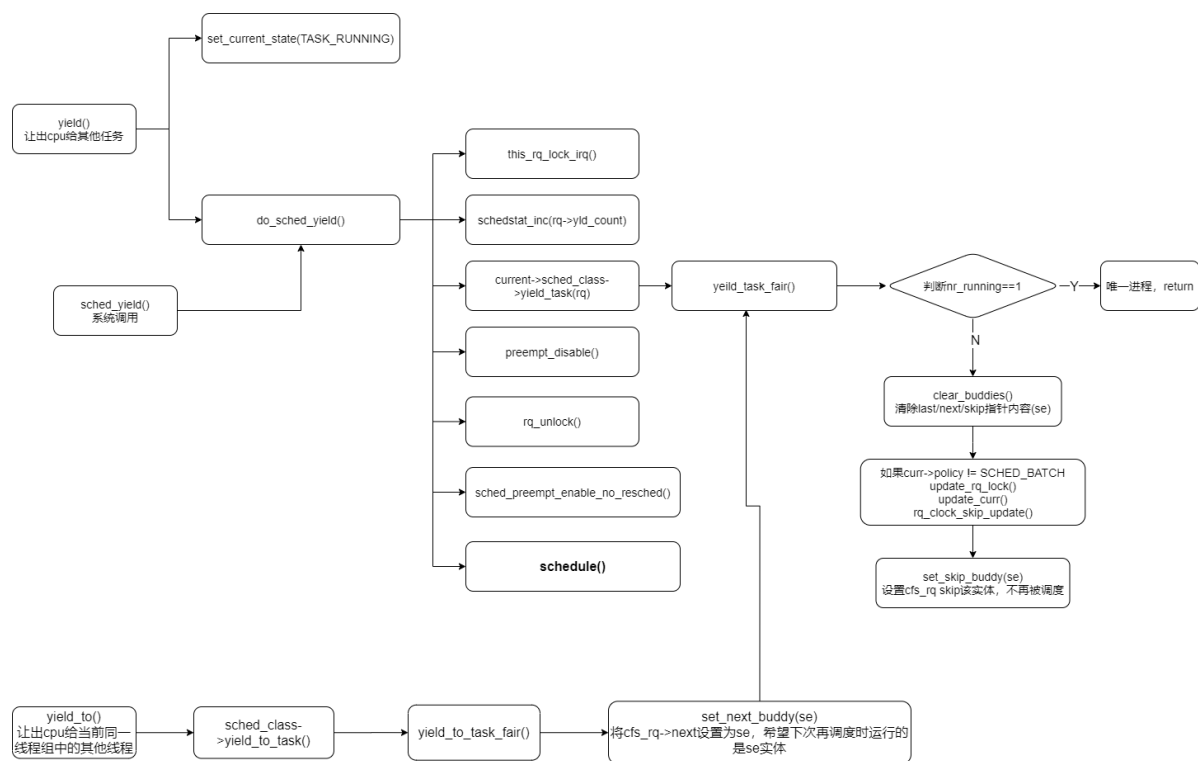 set_current_state(TASK_RUNNING)
yield()
让出cpu给其他任务
this_rq_lock_irq()
do_sched_yield()
schedstat_inc(rq->yld_count)
sched_yield()
系统调用
current->sched_class-
>yield_task(rq)
yeild_task_fair()
判断nr_running==1
Y
唯一进程，return
N
preempt_disable()
clear_buddies()
清除last/next/skip指针内容(se)
rq_unlock()
如果curr->policy != SCHED_BATCH
update_rq_lock()
update_curr()
rq_clock_skip_update()
sched_preempt_enable_no_resched()
schedule()
set_skip_buddy(se)
设置cfs_rq skip该实体，不再被调度
yield_to()
让出cpu给当前同一
线程组中的其他线程
sched_class-
>yield_to_task()
yield_to_task_fair()
set_next_buddy(se)
将cfs_rq->next设置为se，希望下次再调度时运行的
是se实体